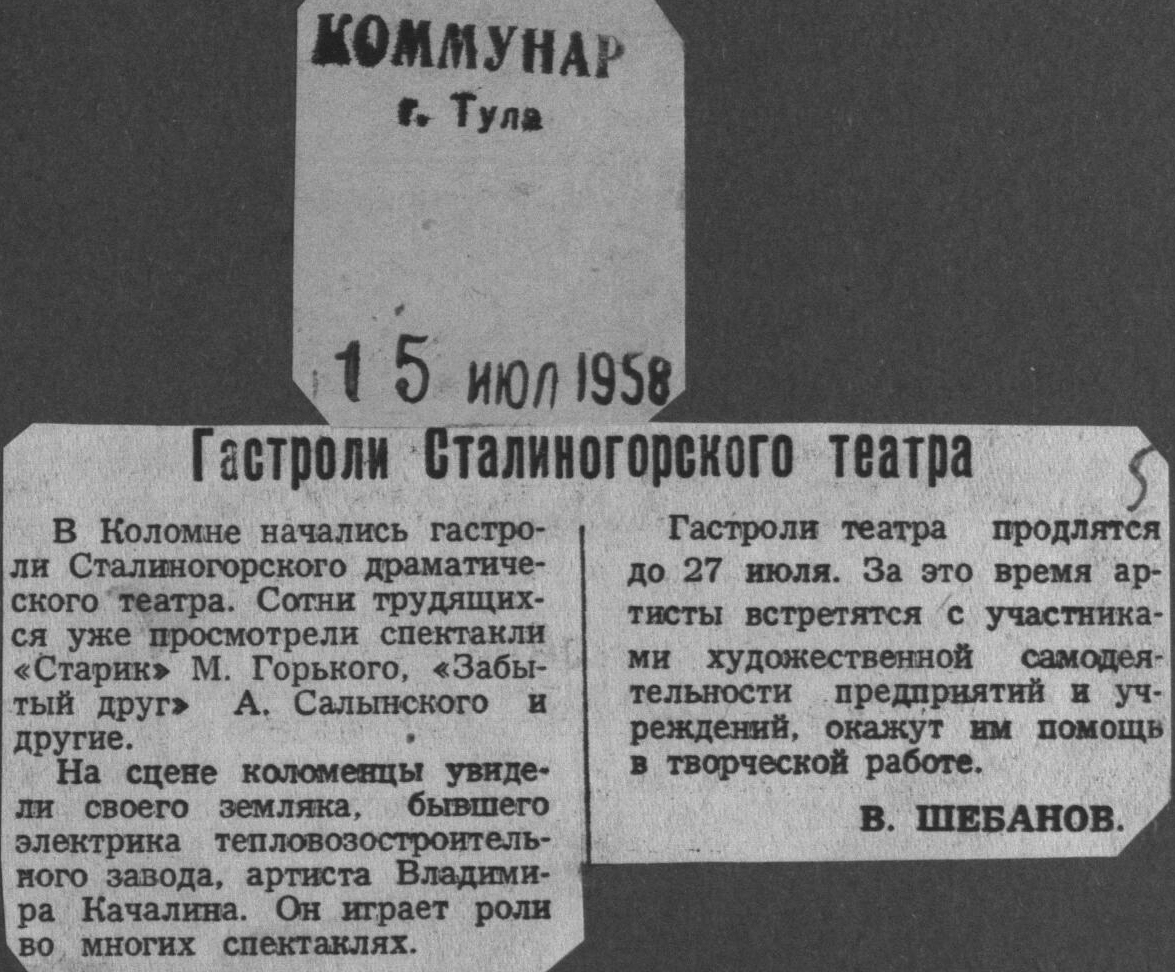 КОММУНАР
г. Тула
15 июл 1958
Гастроли Сталиногорского театра
5
В Коломне начались гастро-
ли Сталиногорского драматиче-
ского театра. Сотни трудящих-
ся уже просмотрели спектакли
«Старик» М. Горького, «Забы-
тый друг» А. Салынского и
другие.
На сцене коломенцы увиде-
ли своего земляка, бывшего
электрика тепловозостроитель-
ного завода, артиста Владими-
ра Качалина. Он играет роли
во многих спектаклях.
Гастроли театра продлятся
до 27 июля. За это время ар-
тисты встретятся с участника-
ми художественной самодея-
тельности предприятий и уч-
реждений, окажут им помощь
в творческой работе.
В. ШЕБАНОВ.